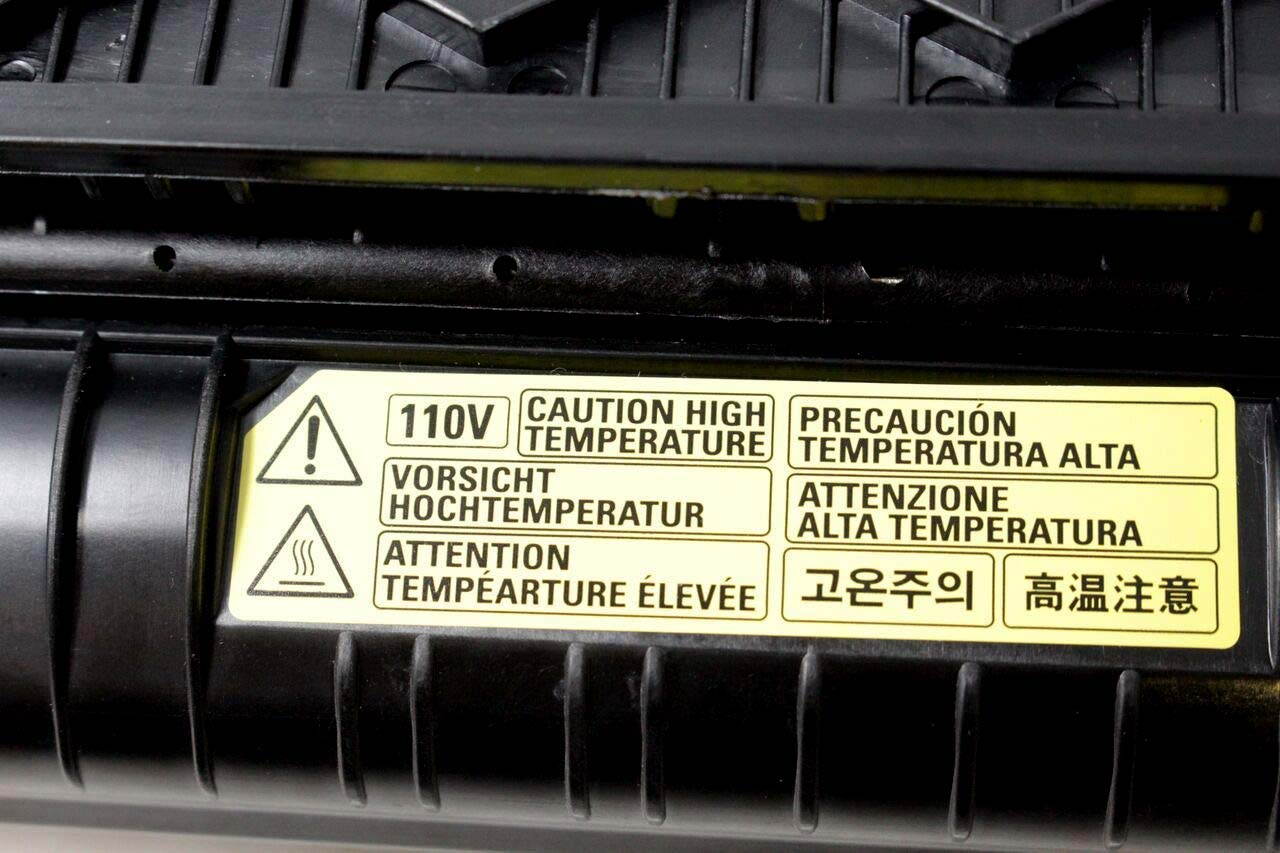 110V
CAUTION HIGH
TEMPERATURE
PRECAUCIÓN
TEMPERATURA ALTA
VORSICHT
HOCHTEMPERATUR
ATTENZIONE
ALTA TEMPERATURA
ATTENTION
TEMPÉARTURE ÉLEVÉE
고온주의
高温注意